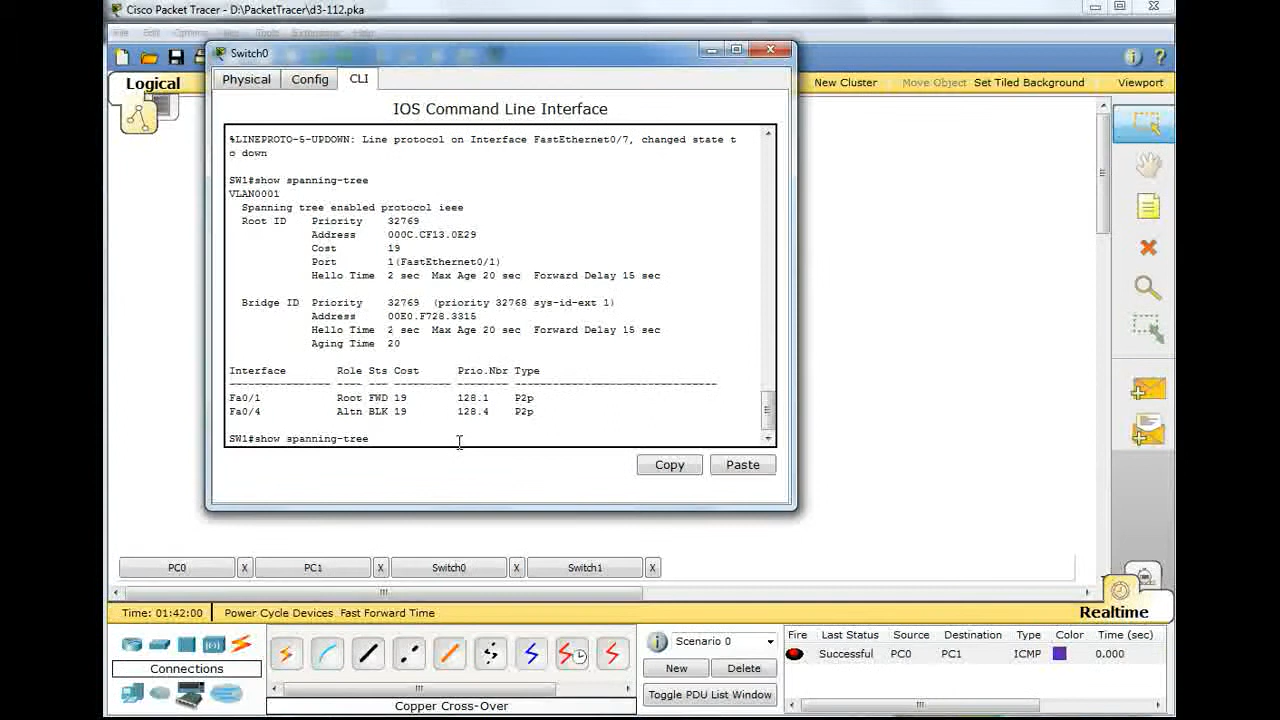 Cisco Packet Tracer - D:\PacketTracer\d3-112.pka
File Edit Options View Tools Extensions Help
Logical
New Cluster Move Object Set Tiled Background Viewport
Switch0
Physical Config CLI
IOS Command Line Interface
%LINEPROTO-5-UPDOWN: Line protocol on Interface FastEthernet0/7, changed state t
o down
SW1#show spanning-tree
VLAN0001
Spanning tree enabled protocol ieee
Root ID Priority 32769
Address 000C.CF13.0E29
Cost 19
Port 1(FastEthernet0/1)
Hello Time 2 sec Max Age 20 sec Forward Delay 15 sec
Bridge ID Priority 32769 (priority 32768 sys-id-ext 1)
Address 00E0.F728.3315
Hello Time 2 sec Max Age 20 sec Forward Delay 15 sec
Aging Time 20
Interface Role Sts Cost Prio.Nbr Type
---------------- ---- --- --------- -------- --------------------------------
Fa0/1 Root FWD 19 128.1 P2p
Fa0/4 Altn BLK 19 128.4 P2p
SW1#show spanning-tree
Copy Paste
PC0 X PC1 X Switch0 X Switch1 X
Time: 01:42:00 Power Cycle Devices Fast Forward Time
Realtime
Connections
Copper Cross-Over
Scenario 0
New Delete
Toggle PDU List Window
Fire Last Status Source Destination Type Color Time (sec)
Successful PC0 PC1 ICMP 0.000